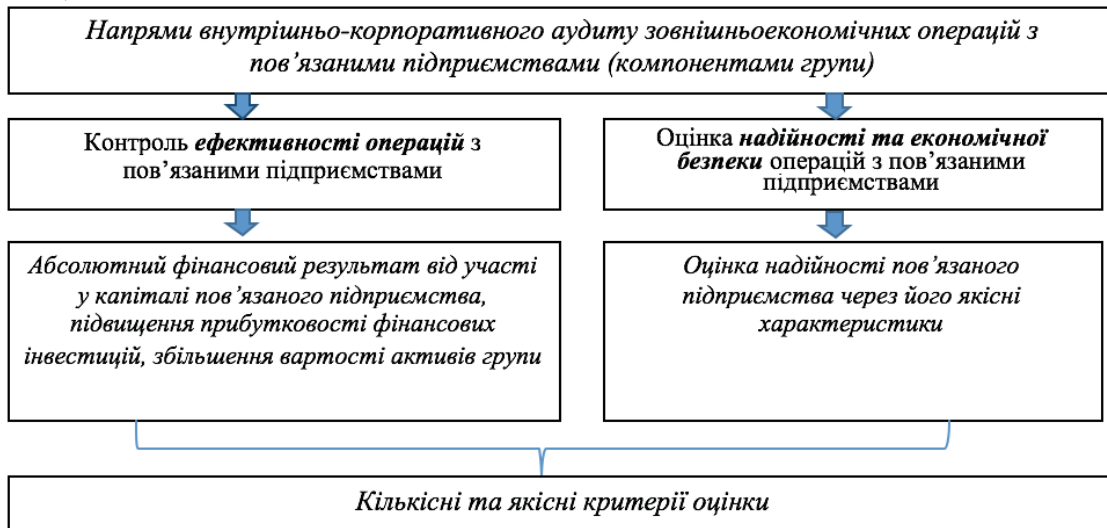 Напрями внутрішньо-корпоративного аудиту зовнішньоекономічних операцій з
пов’язаними підприємствами (компонентами групи)
Контроль ефективності операцій з
пов’язаними підприємствами
Оцінка надійності та економічної
безпеки операцій з пов’язаними
підприємствами
Абсолютний фінансовий результат від участі
у капіталі пов’язаного підприємства,
підвищення прибутковості фінансових
інвестицій, збільшення вартості активів групи
Оцінка надійності пов’язаного
підприємства через його якісні
характеристики
Кількісні та якісні критерії оцінки